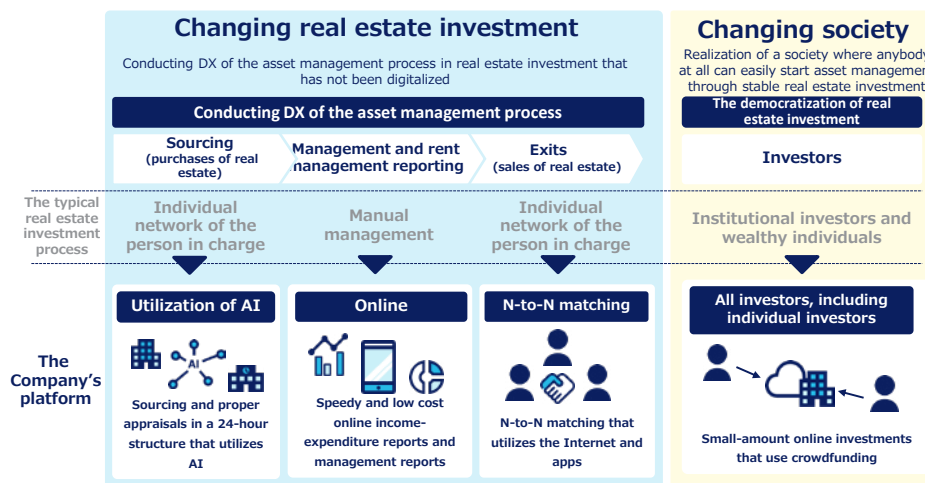 Changing real estate investment
Conducting DX of the asset management process in real estate investment that
has not been digitalized
Conducting DX of the asset management process
Sourcing
(purchases of real
estate)
Management and rent
management reporting
Exits
(sales of real estate)
Changing society
Realization of a society where anybody
at all can easily start asset managemen
through stable real estate investment
The democratization of real
estate investment
Investors
The typical
real estate
investment
process
Individual
network of the
person in charge
Manual
management
Individual
network of the
person in charge
Institutional investors and
wealthy individuals
The
Company's
platform
Utilization of AI
AI
Sourcing and proper
appraisals in a 24-hour
structure that utilizes
AI
Online
Speedy and low cost
online income-
expenditure reports and
management reports
N-to-N matching
N-to-N matching that
utilizes the Internet and
apps
All investors, including
individual investors
Small-amount online investments
that use crowdfunding